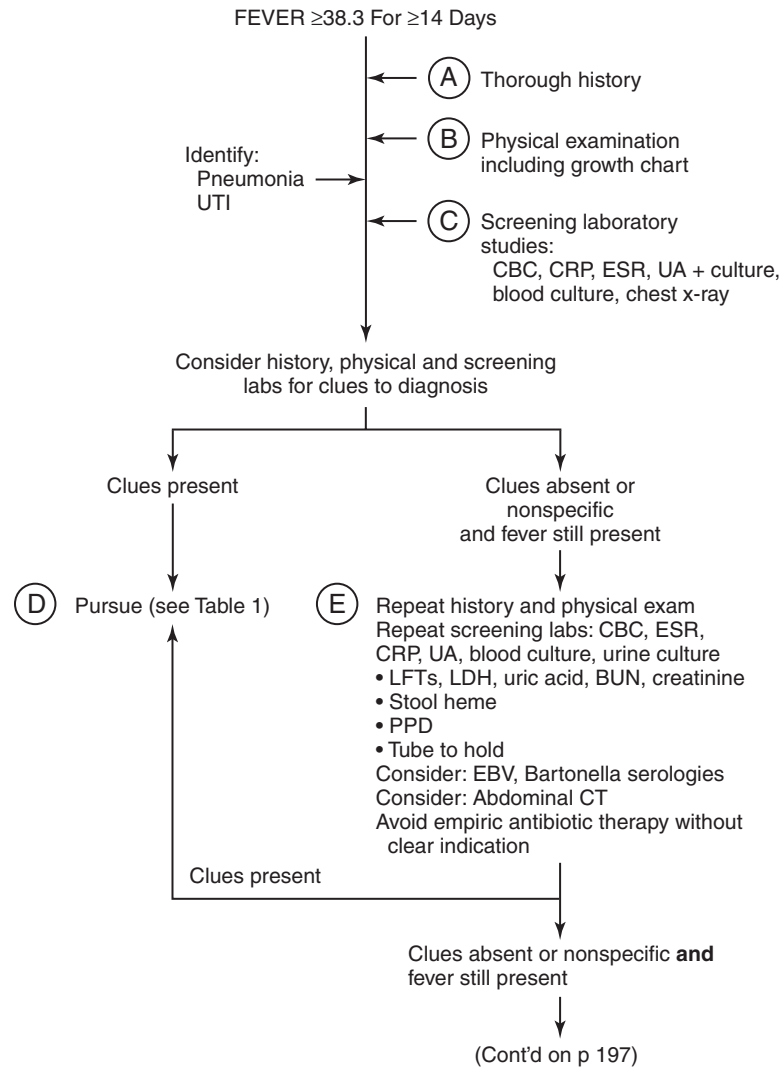 FEVER ≥38.3 For ≥14 Days
A Thorough history
B Physical examination
including growth chart
Identify:
Pneumonia
UTI
C Screening laboratory
studies:
CBC, CRP, ESR, UA + culture,
blood culture, chest x-ray
Consider history, physical and screening
labs for clues to diagnosis
Clues present
Clues absent or
nonspecific
and fever still present
D Pursue (see Table 1)
E Repeat history and physical exam
Repeat screening labs: CBC, ESR,
CRP, UA, blood culture, urine culture
• LFTs, LDH, uric acid, BUN, creatinine
• Stool heme
• PPD
• Tube to hold
Consider: EBV, Bartonella serologies
Consider: Abdominal CT
Avoid empiric antibiotic therapy without
clear indication
Clues present
Clues absent or nonspecific and
fever still present
(Cont'd on p 197)